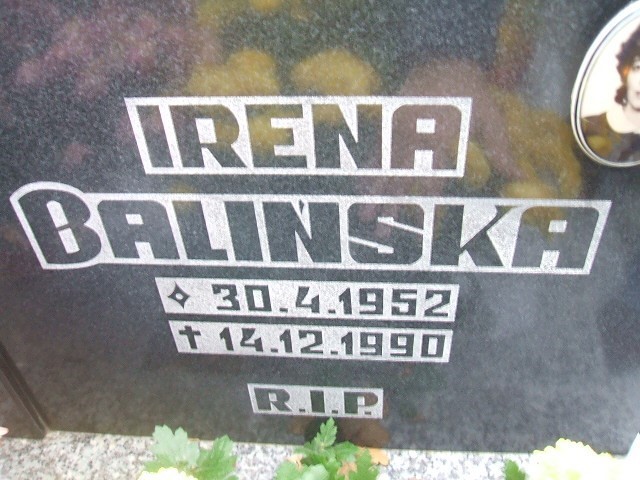 IRENA
BALIŃSKA
✧ 30.4.1952
✝ 14.12.1990
R.I.P.